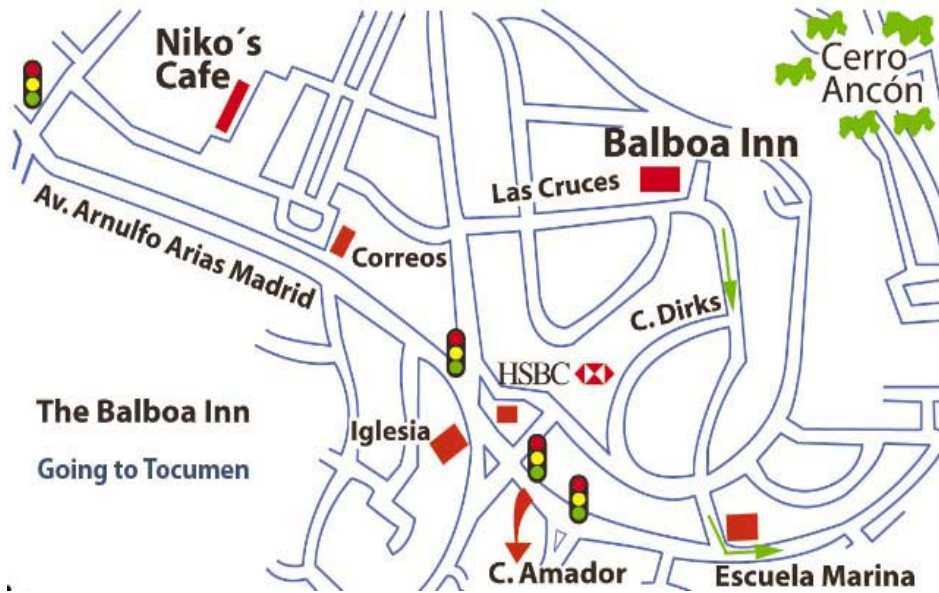 Niko´s
Cafe
Cerro
Ancón
Balboa Inn
Las Cruces
Av. Arnulfo Arias Madrid
Correos
C. Dirks
HSBC
The Balboa Inn
Iglesia
Going to Tocumen
C. Amador
Escuela Marina